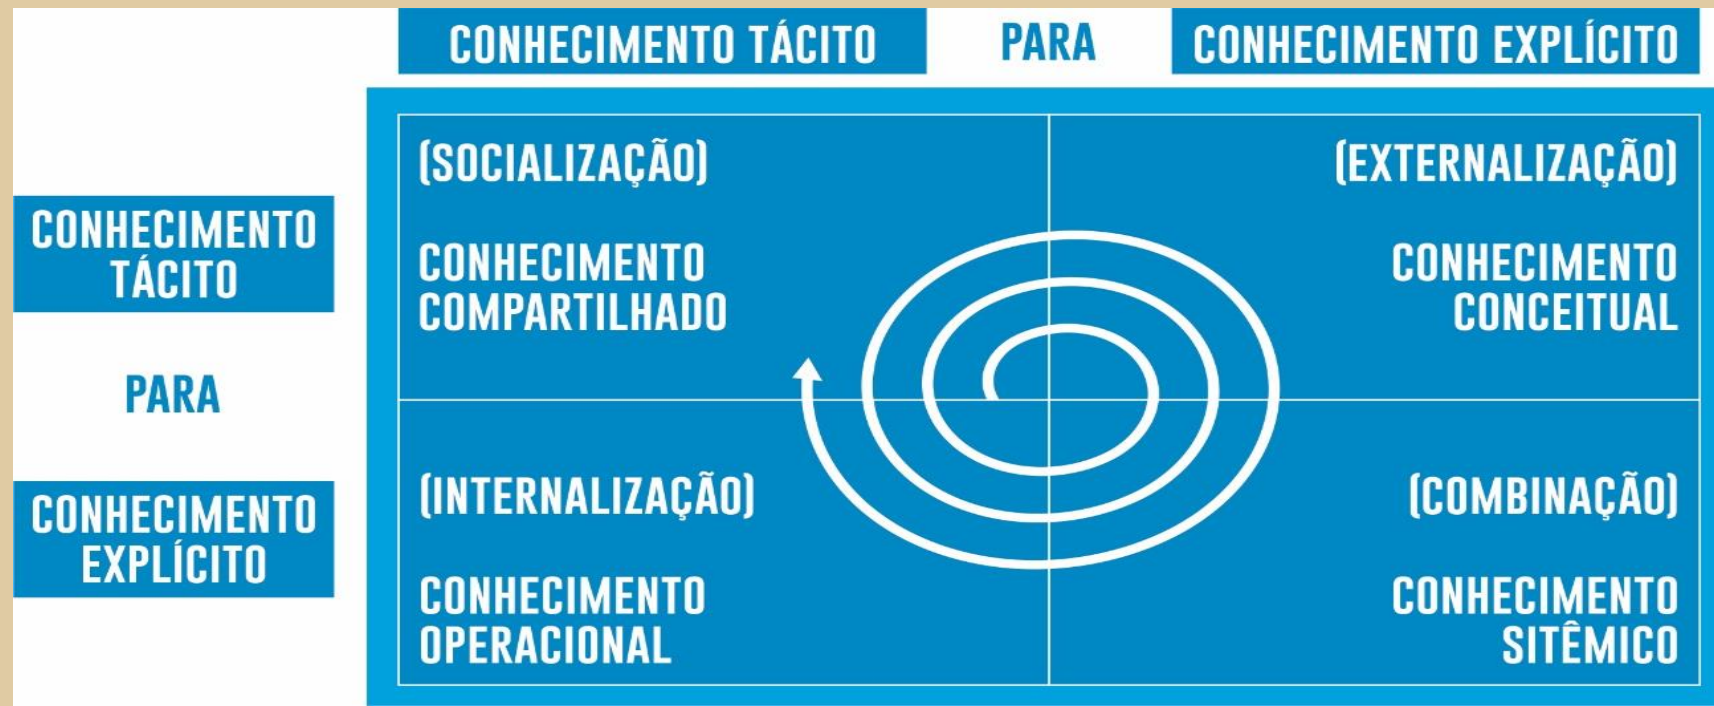 CONHECIMENTO TÁCITO PARA CONHECIMENTO EXPLÍCITO
CONHECIMENTO
TÁCITO
PARA
CONHECIMENTO
EXPLÍCITO
(SOCIALIZAÇÃO)
CONHECIMENTO
COMPARTILHADO
(EXTERNALIZAÇÃO)
CONHECIMENTO
CONCEITUAL
(INTERNALIZAÇÃO)
CONHECIMENTO
OPERACIONAL
(COMBINAÇÃO)
CONHECIMENTO
SITÊMICO